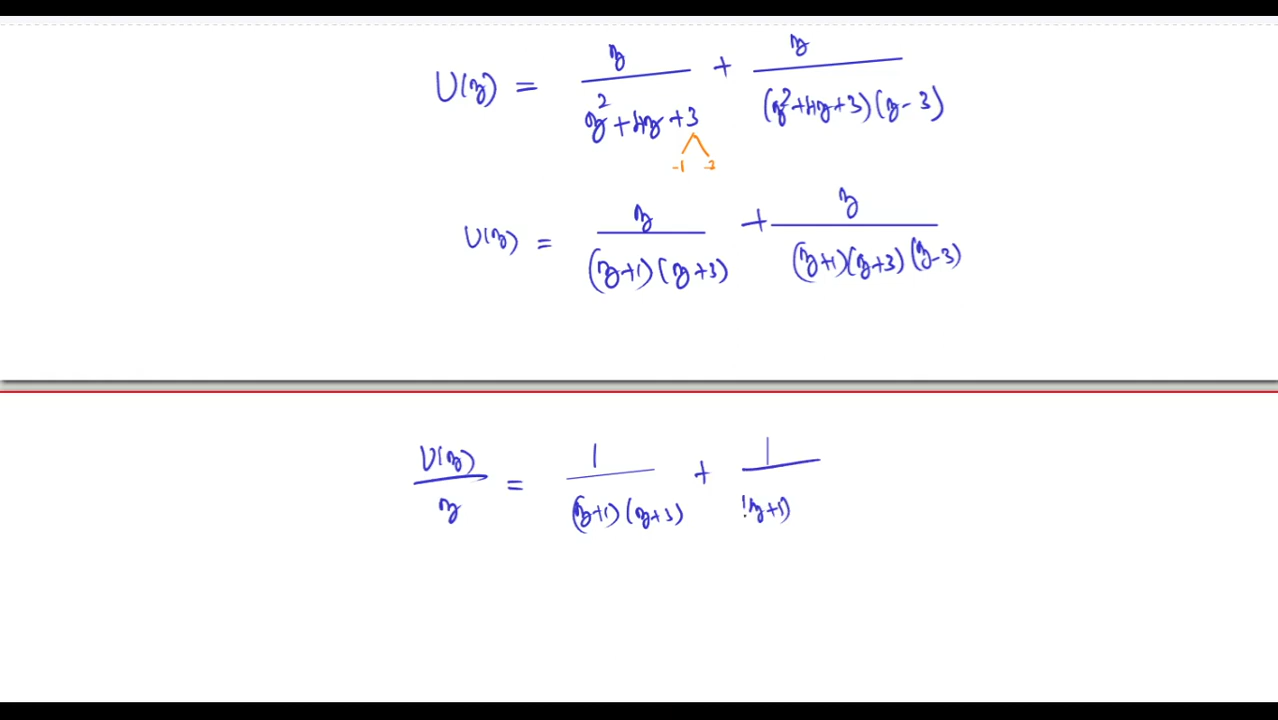 U(z) = z / (z² + 4z + 3) + z / ((z² + 4z + 3)(z - 3))
-1 -3
U(z) = z / ((z+1)(z+3)) + z / ((z+1)(z+3)(z-3))
U(z) / z = 1 / ((z+1)(z+3)) + 1 / (z+1)